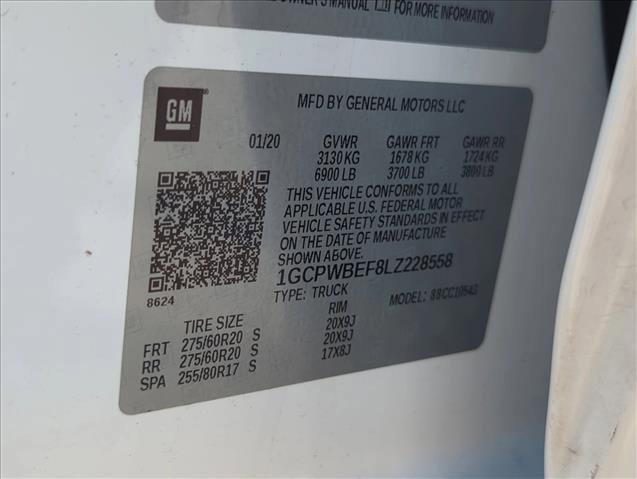 OWNER'S MANUAL FOR MORE INFORMATION
GM
MFD BY GENERAL MOTORS LLC
01/20 GVWR GAWR FRT GAWR RR
3130 KG 1678 KG 1724 KG
6900 LB 3700 LB 3800 LB
THIS VEHICLE CONFORMS TO ALL
APPLICABLE U.S. FEDERAL MOTOR
VEHICLE SAFETY STANDARDS IN EFFECT
ON THE DATE OF MANUFACTURE
SHOWN ABOVE.
1GCPWBEF8LZ228558
8624
TYPE: TRUCK MODEL:
TIRE SIZE RIM
FRT 275/60R20 S 20X9J
RR 275/60R20 S 20X9J
SPA 255/80R17 S 17X8J